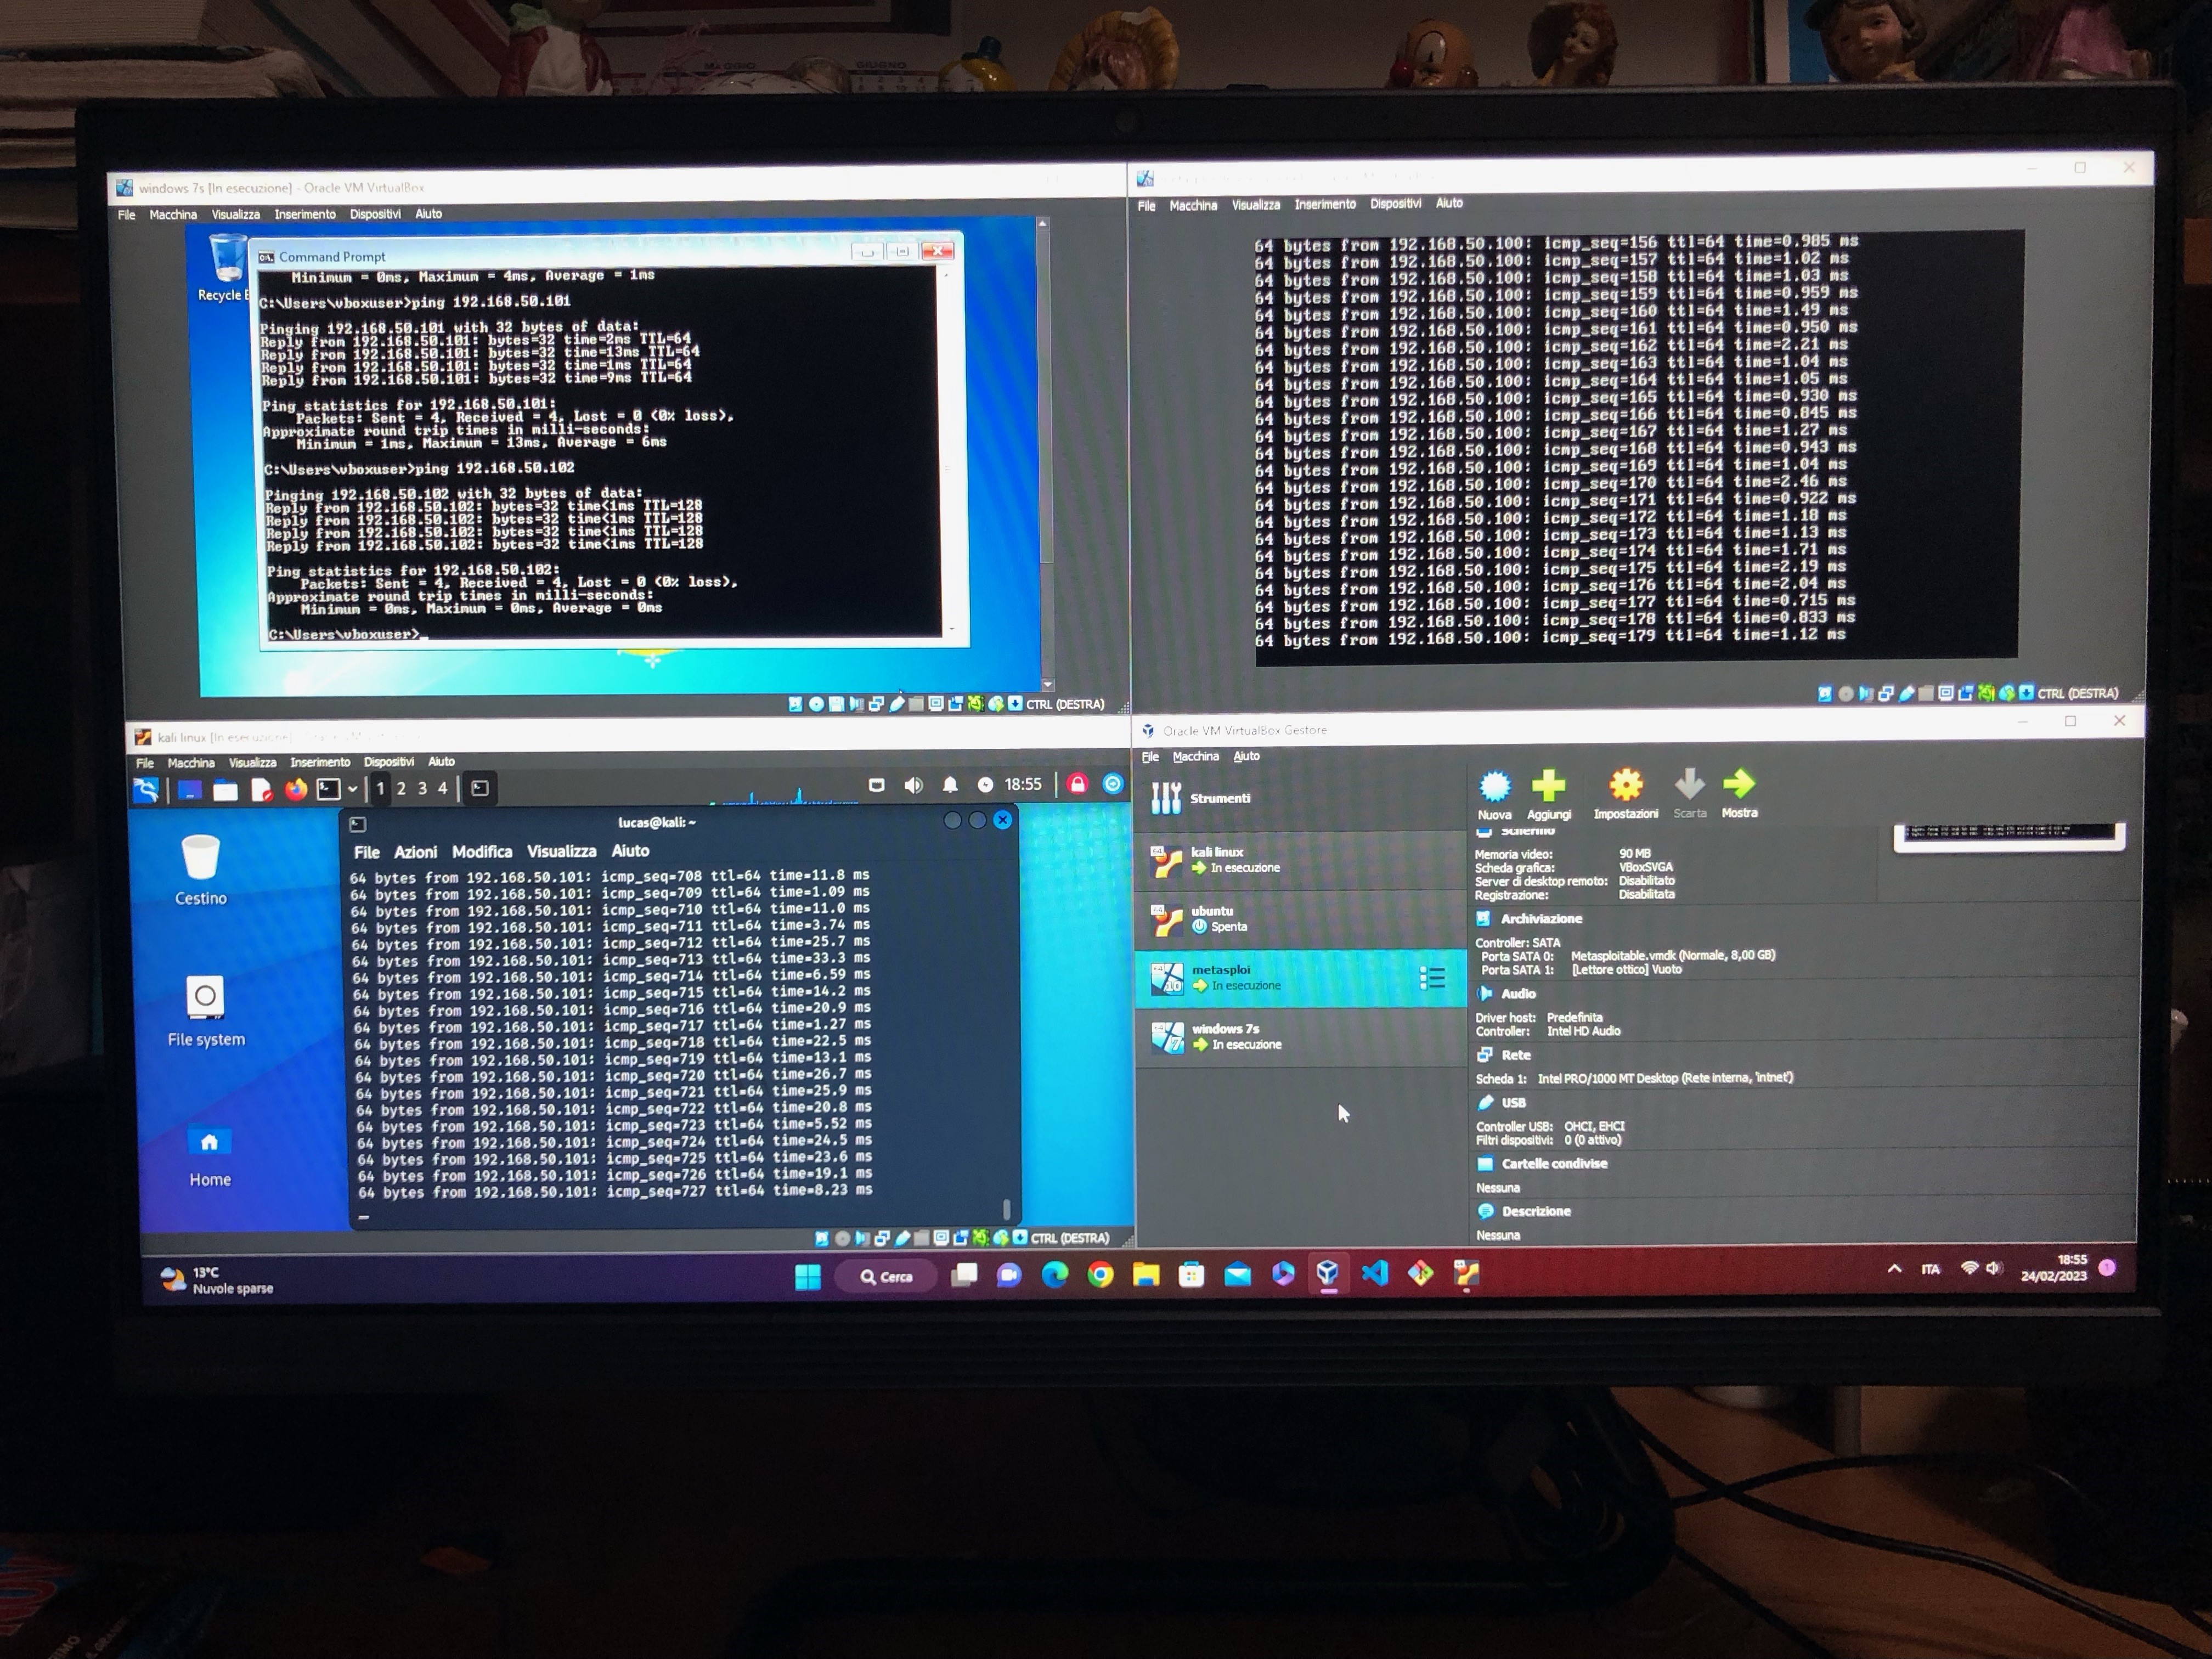 MAGGIO
GIUGNO
windows 7s [In esecuzione] - Oracle VM VirtualBox
File Macchina Visualizza Inserimento Dispositivi Aiuto
Recycle B
Command Prompt
Minimum = 0ms, Maximum = 4ms, Average = 1ms
C:\Users\vboxuser>ping 192.168.50.101
Pinging 192.168.50.101 with 32 bytes of data:
Reply from 192.168.50.101: bytes=32 time=2ms TTL=64
Reply from 192.168.50.101: bytes=32 time=13ms TTL=64
Reply from 192.168.50.101: bytes=32 time=1ms TTL=64
Reply from 192.168.50.101: bytes=32 time=9ms TTL=64
Ping statistics for 192.168.50.101:
Packets: Sent = 4, Received = 4, Lost = 0 (0% loss),
Approximate round trip times in milli-seconds:
Minimum = 1ms, Maximum = 13ms, Average = 6ms
C:\Users\vboxuser>ping 192.168.50.102
Pinging 192.168.50.102 with 32 bytes of data:
Reply from 192.168.50.102: bytes=32 time<1ms TTL=128
Reply from 192.168.50.102: bytes=32 time<1ms TTL=128
Reply from 192.168.50.102: bytes=32 time<1ms TTL=128
Reply from 192.168.50.102: bytes=32 time<1ms TTL=128
Ping statistics for 192.168.50.102:
Packets: Sent = 4, Received = 4, Lost = 0 (0% loss),
Approximate round trip times in milli-seconds:
Minimum = 0ms, Maximum = 0ms, Average = 0ms
C:\Users\vboxuser>_
CTRL (DESTRA)
File Macchina Visualizza Inserimento Dispositivi Aiuto
64 bytes from 192.168.50.100: icmp_seq=156 ttl=64 time=0.985 ms
64 bytes from 192.168.50.100: icmp_seq=157 ttl=64 time=1.02 ms
64 bytes from 192.168.50.100: icmp_seq=158 ttl=64 time=1.03 ms
64 bytes from 192.168.50.100: icmp_seq=159 ttl=64 time=0.959 ms
64 bytes from 192.168.50.100: icmp_seq=160 ttl=64 time=1.49 ms
64 bytes from 192.168.50.100: icmp_seq=161 ttl=64 time=0.950 ms
64 bytes from 192.168.50.100: icmp_seq=162 ttl=64 time=2.21 ms
64 bytes from 192.168.50.100: icmp_seq=163 ttl=64 time=1.04 ms
64 bytes from 192.168.50.100: icmp_seq=164 ttl=64 time=1.05 ms
64 bytes from 192.168.50.100: icmp_seq=165 ttl=64 time=0.930 ms
64 bytes from 192.168.50.100: icmp_seq=166 ttl=64 time=0.845 ms
64 bytes from 192.168.50.100: icmp_seq=167 ttl=64 time=1.27 ms
64 bytes from 192.168.50.100: icmp_seq=168 ttl=64 time=0.943 ms
64 bytes from 192.168.50.100: icmp_seq=169 ttl=64 time=1.04 ms
64 bytes from 192.168.50.100: icmp_seq=170 ttl=64 time=2.46 ms
64 bytes from 192.168.50.100: icmp_seq=171 ttl=64 time=0.922 ms
64 bytes from 192.168.50.100: icmp_seq=172 ttl=64 time=1.18 ms
64 bytes from 192.168.50.100: icmp_seq=173 ttl=64 time=1.13 ms
64 bytes from 192.168.50.100: icmp_seq=174 ttl=64 time=1.71 ms
64 bytes from 192.168.50.100: icmp_seq=175 ttl=64 time=2.19 ms
64 bytes from 192.168.50.100: icmp_seq=176 ttl=64 time=2.04 ms
64 bytes from 192.168.50.100: icmp_seq=177 ttl=64 time=0.715 ms
64 bytes from 192.168.50.100: icmp_seq=178 ttl=64 time=0.833 ms
64 bytes from 192.168.50.100: icmp_seq=179 ttl=64 time=1.12 ms
CTRL (DESTRA)
kali linux [In esecuzione]
File Macchina Visualizza Inserimento Dispositivi Aiuto
1 2 3 4
18:55
Cestino
File system
Home
lucas@kali: ~
File Azioni Modifica Visualizza Aiuto
64 bytes from 192.168.50.101: icmp_seq=708 ttl=64 time=11.8 ms
64 bytes from 192.168.50.101: icmp_seq=709 ttl=64 time=1.09 ms
64 bytes from 192.168.50.101: icmp_seq=710 ttl=64 time=11.0 ms
64 bytes from 192.168.50.101: icmp_seq=711 ttl=64 time=3.74 ms
64 bytes from 192.168.50.101: icmp_seq=712 ttl=64 time=25.7 ms
64 bytes from 192.168.50.101: icmp_seq=713 ttl=64 time=33.3 ms
64 bytes from 192.168.50.101: icmp_seq=714 ttl=64 time=6.59 ms
64 bytes from 192.168.50.101: icmp_seq=715 ttl=64 time=14.2 ms
64 bytes from 192.168.50.101: icmp_seq=716 ttl=64 time=20.9 ms
64 bytes from 192.168.50.101: icmp_seq=717 ttl=64 time=1.27 ms
64 bytes from 192.168.50.101: icmp_seq=718 ttl=64 time=22.5 ms
64 bytes from 192.168.50.101: icmp_seq=719 ttl=64 time=13.1 ms
64 bytes from 192.168.50.101: icmp_seq=720 ttl=64 time=26.7 ms
64 bytes from 192.168.50.101: icmp_seq=721 ttl=64 time=25.9 ms
64 bytes from 192.168.50.101: icmp_seq=722 ttl=64 time=20.8 ms
64 bytes from 192.168.50.101: icmp_seq=723 ttl=64 time=5.52 ms
64 bytes from 192.168.50.101: icmp_seq=724 ttl=64 time=24.5 ms
64 bytes from 192.168.50.101: icmp_seq=725 ttl=64 time=23.6 ms
64 bytes from 192.168.50.101: icmp_seq=726 ttl=64 time=19.1 ms
64 bytes from 192.168.50.101: icmp_seq=727 ttl=64 time=8.23 ms
CTRL (DESTRA)
Oracle VM VirtualBox Gestore
File Macchina Aiuto
Strumenti
Nuova Aggiungi Impostazioni Scarta Mostra
kali linux
In esecuzione
ubuntu
Spenta
metasploi
In esecuzione
windows 7s
In esecuzione
Schermo
Memoria video: 90 MB
Scheda grafica: VBoxSVGA
Server di desktop remoto: Disabilitato
Registrazione: Disabilitata
Archiviazione
Controller: SATA
Porta SATA 0: Metasploitable.vmdk (Normale, 8,00 GB)
Porta SATA 1: [Lettore ottico] Vuoto
Audio
Driver host: Predefinita
Controller: Intel HD Audio
Rete
Scheda 1: Intel PRO/1000 MT Desktop (Rete interna, 'intnet')
USB
Controller USB: OHCI, EHCI
Filtri dispositivi: 0 (0 attivo)
Cartelle condivise
Nessuna
Descrizione
Nessuna
13°C
Nuvole sparse
Cerca
ITA
18:55
24/02/2023